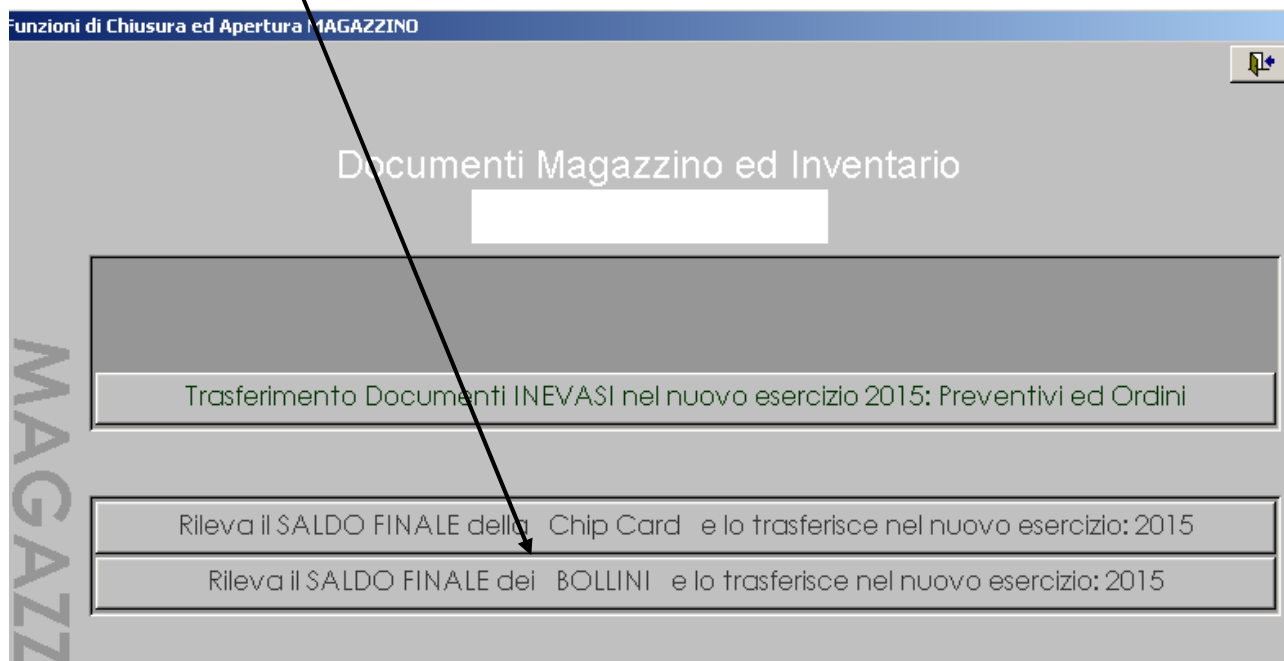 Funzioni di Chiusura ed Apertura MAGAZZINO
Documenti Magazzino ed Inventario
Trasferimento Documenti INEVASI nel nuovo esercizio 2015: Preventivi ed Ordini
Rileva il SALDO FINALE della Chip Card e lo trasferisce nel nuovo esercizio: 2015
Rileva il SALDO FINALE dei BOLLINI e lo trasferisce nel nuovo esercizio: 2015
MAGAZZ